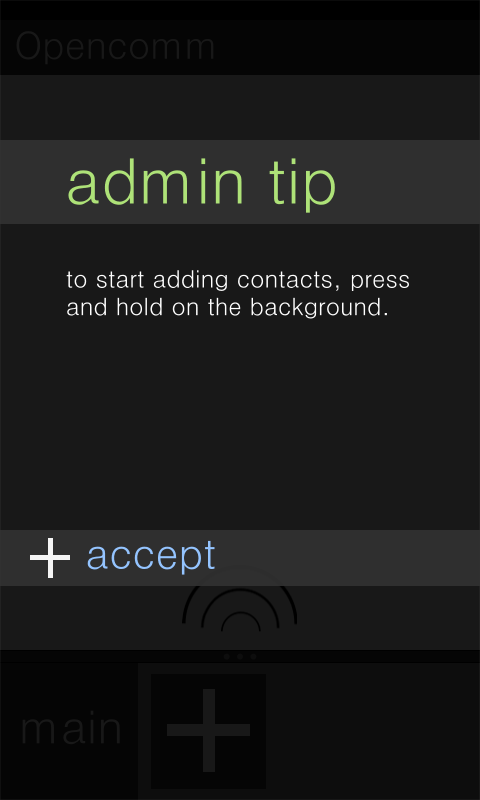 Opencomm
admin tip
to start adding contacts, press
and hold on the background.
accept
main